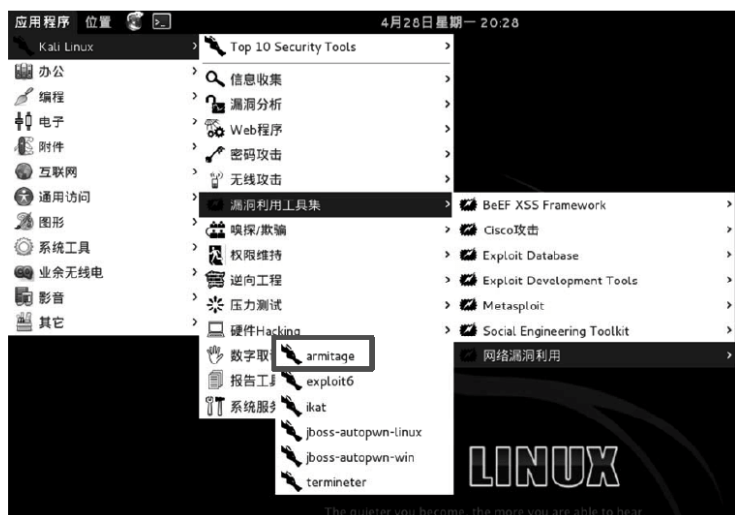 应用程序 位置 4月28日星期一 20:28
Kali Linux
办公
编程
电子
附件
互联网
通用访问
图形
系统工具
业余无线电
影音
其它
Top 10 Security Tools
信息收集
漏洞分析
Web程序
密码攻击
无线攻击
漏洞利用工具集
嗅探/欺骗
权限维持
逆向工程
压力测试
硬件Hacking
数字取
报告工具
系统服务
BeEF XSS Framework
Cisco攻击
Exploit Database
Exploit Development Tools
Metasploit
Social Engineering Toolkit
网络漏洞利用
armitage
exploit6
ikat
jboss-autopwn-linux
jboss-autopwn-win
termineter
LINUX
The quieter you become, the more you are able to hear